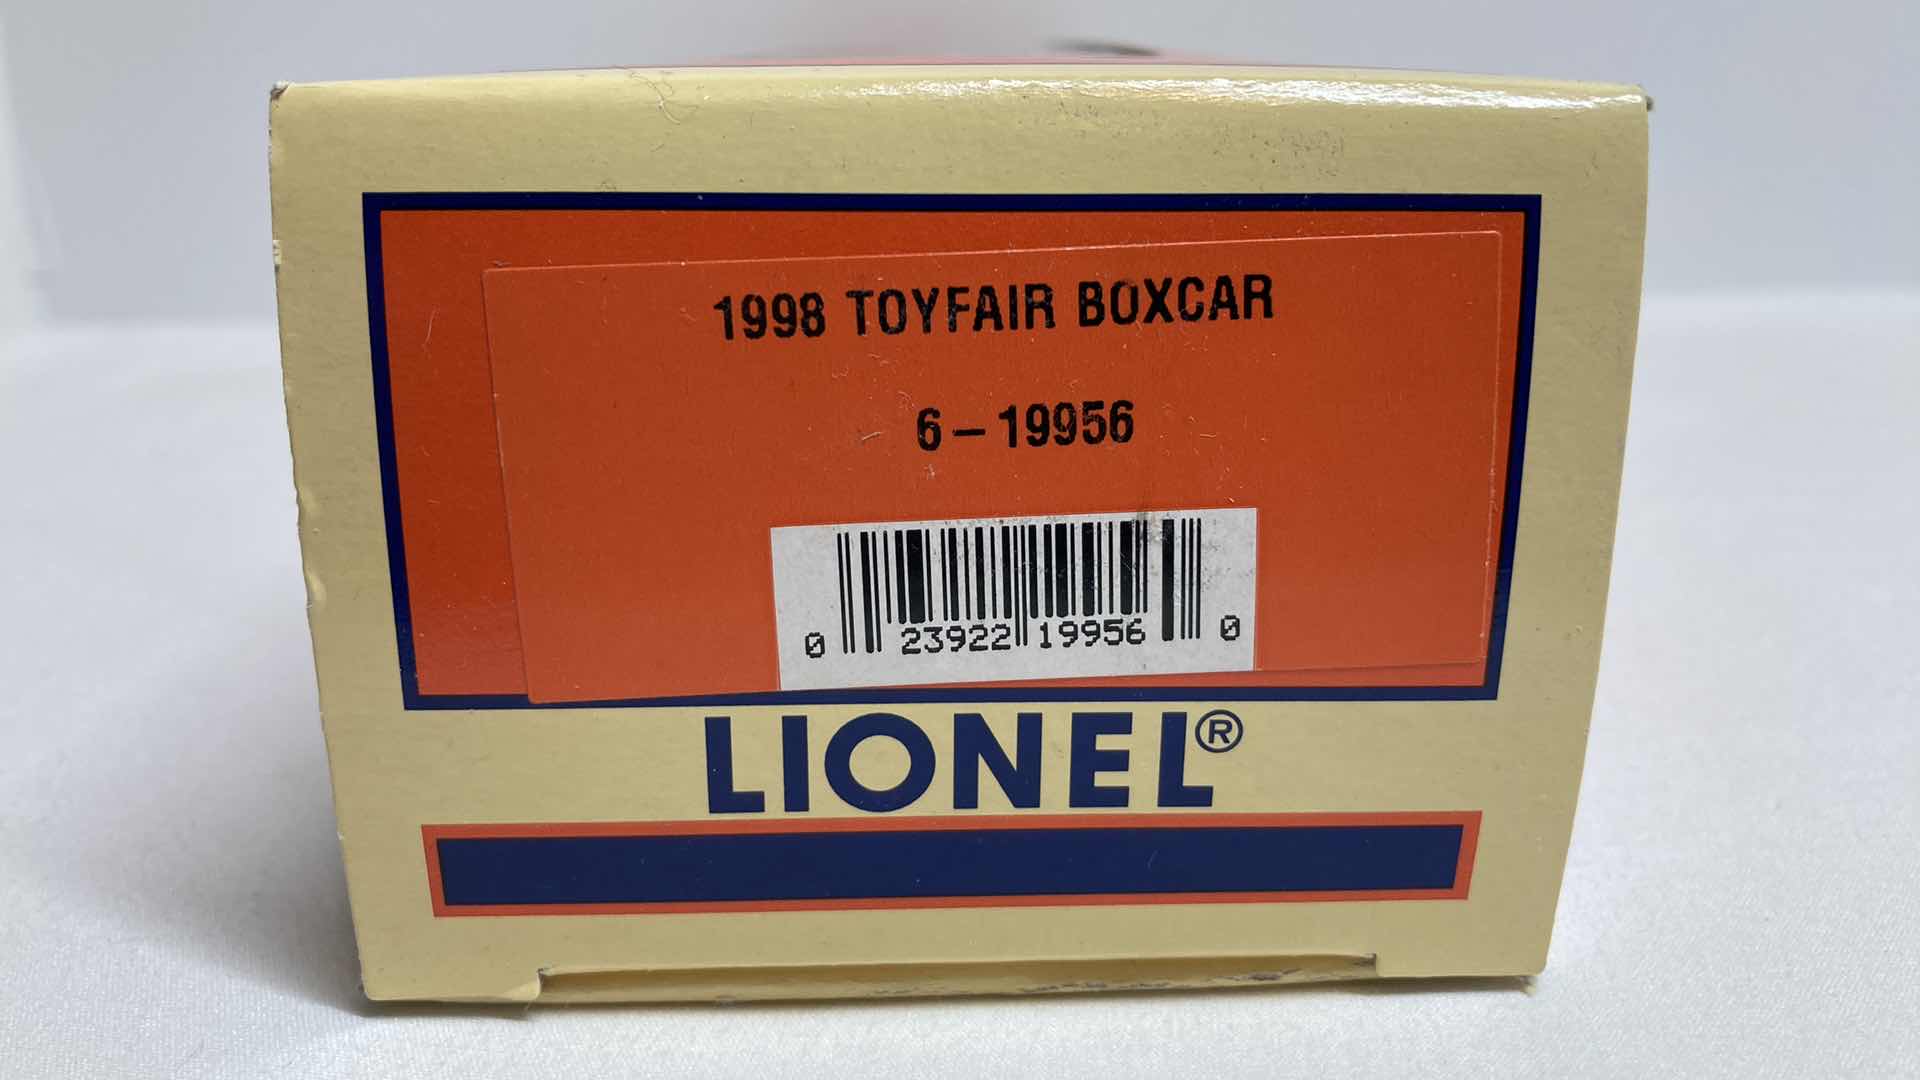 1998 TOYFAIR BOXCAR
6-19956
0 23922 19956 0
LIONEL®